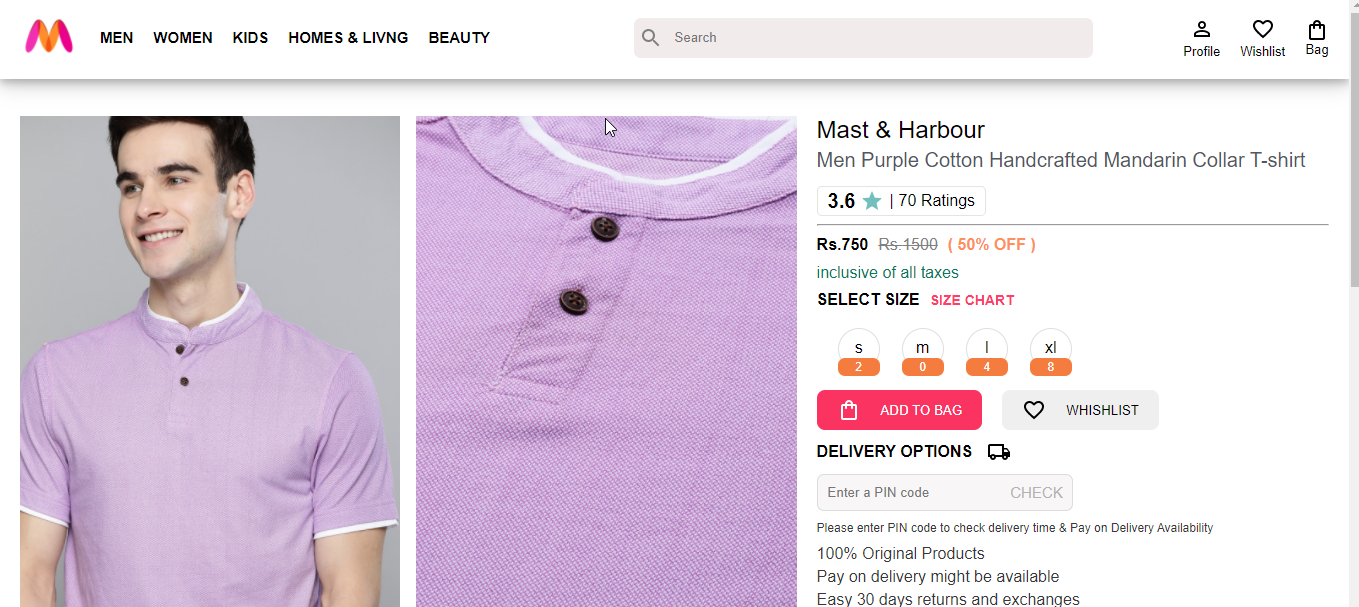 MEN WOMEN KIDS HOMES & LIVNG BEAUTY Search Profile Wishlist Bag
Mast & Harbour
Men Purple Cotton Handcrafted Mandarin Collar T-shirt
3.6 ★ | 70 Ratings
Rs.750 Rs.1500 ( 50% OFF )
inclusive of all taxes
SELECT SIZE SIZE CHART
s m l xl
2 0 4 8
ADD TO BAG WHISHLIST
DELIVERY OPTIONS
Enter a PIN code CHECK
Please enter PIN code to check delivery time & Pay on Delivery Availability
100% Original Products
Pay on delivery might be available
Easy 30 days returns and exchanges